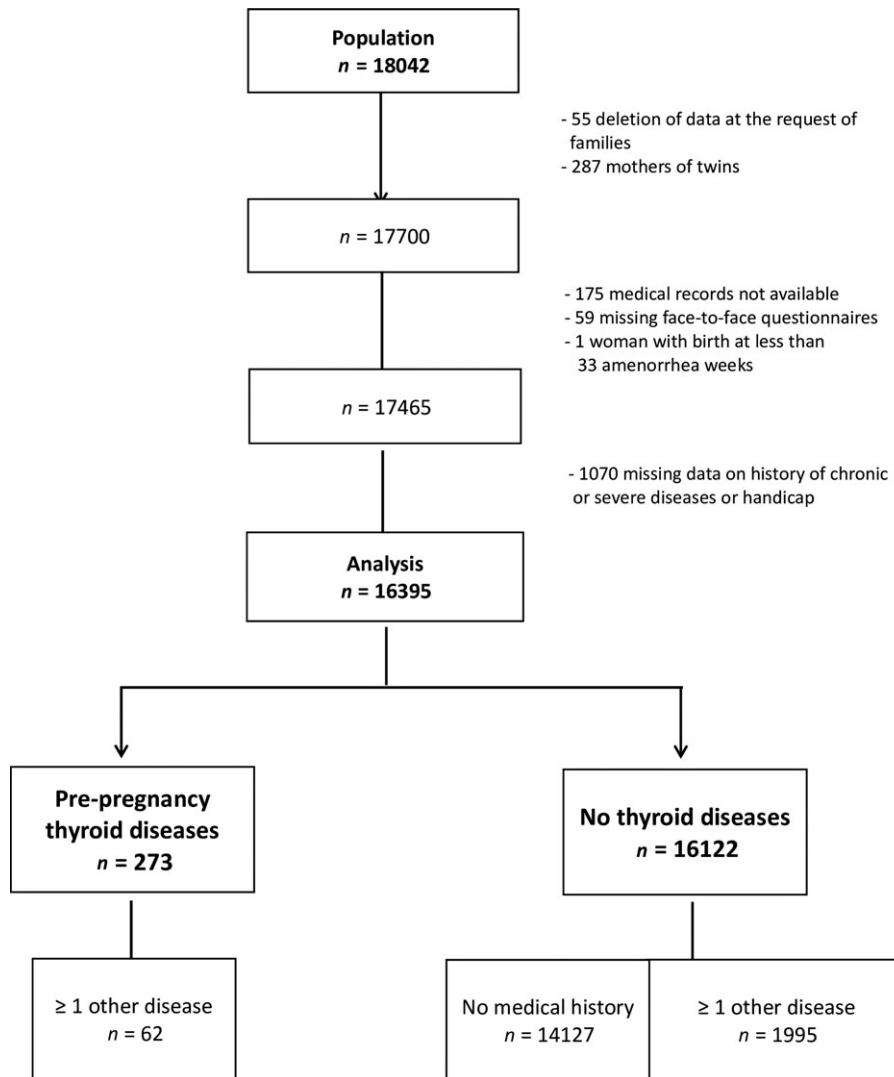 Population
n = 18042
- 55 deletion of data at the request of
families
- 287 mothers of twins
n = 17700
- 175 medical records not available
- 59 missing face-to-face questionnaires
- 1 woman with birth at less than
33 amenorrhea weeks
n = 17465
- 1070 missing data on history of chronic
or severe diseases or handicap
Analysis
n = 16395
Pre-pregnancy
thyroid diseases
n = 273
No thyroid diseases
n = 16122
≥ 1 other disease
n = 62
No medical history
n = 14127
≥ 1 other disease
n = 1995